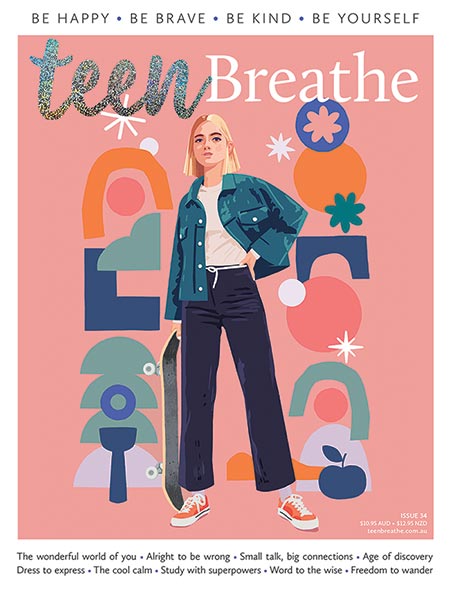 BE HAPPY • BE BRAVE • BE KIND • BE YOURSELF
teen Breathe
ISSUE 34
$10.95 AUD • $12.95 NZD
teenbreathe.com.au
The wonderful world of you • Alright to be wrong • Small talk, big connections • Age of discovery
Dress to express • The cool calm • Study with superpowers • Word to the wise • Freedom to wander